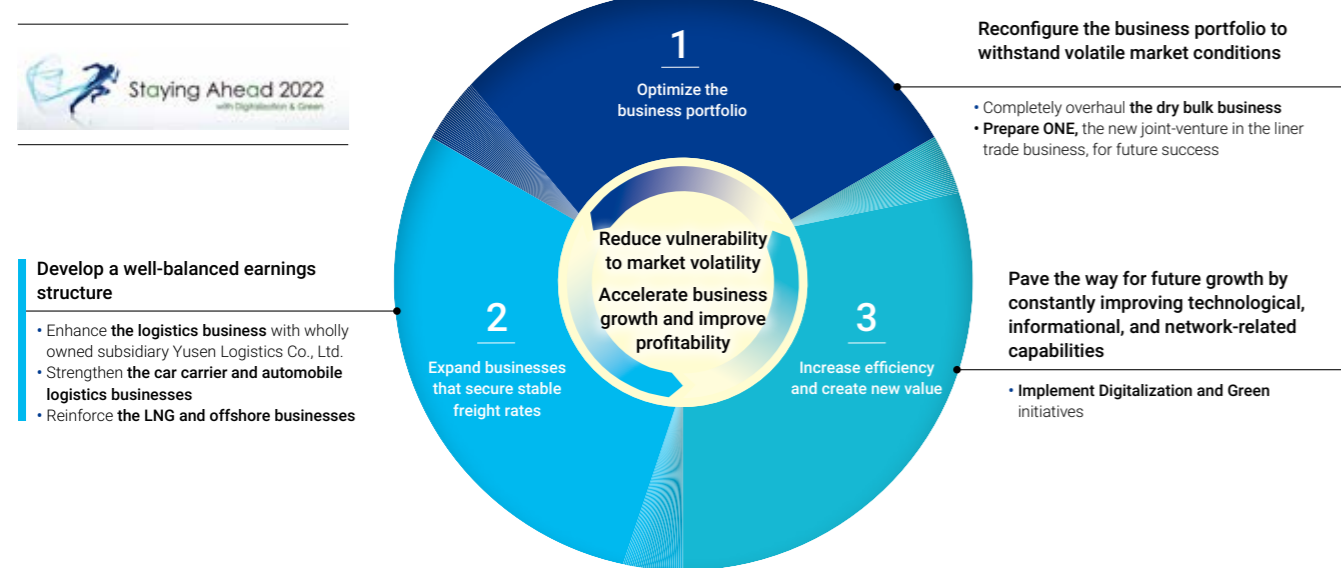 Staying Ahead 2022
with Digitalization & Green
1
Optimize the
business portfolio
Reconfigure the business portfolio to
withstand volatile market conditions
• Completely overhaul the dry bulk business
• Prepare ONE, the new joint-venture in the liner
trade business, for future success
Reduce vulnerability
to market volatility
Accelerate business
growth and improve
profitability
Develop a well-balanced earnings
structure
• Enhance the logistics business with wholly
owned subsidiary Yusen Logistics Co., Ltd.
• Strengthen the car carrier and automobile
logistics businesses
• Reinforce the LNG and offshore businesses
2
Expand businesses
that secure stable
freight rates
3
Increase efficiency
and create new value
Pave the way for future growth by
constantly improving technological,
informational, and network-related
capabilities
• Implement Digitalization and Green
initiatives